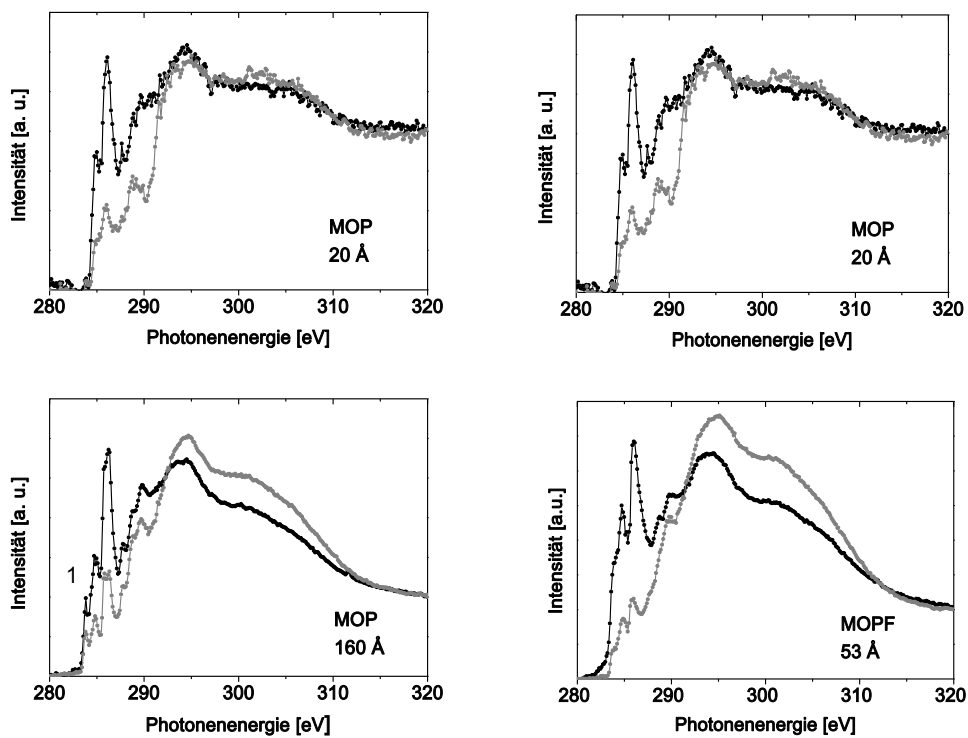 Intensität [a. u.]
MOP
20 Å
280 290 300 310 320
Photonenenergie [eV]
Intensität [a. u.]
MOP
20 Å
280 290 300 310 320
Photonenenergie [eV]
Intensität [a. u.]
1
MOP
160 Å
280 290 300 310 320
Photonenenergie [eV]
Intensität [a.u.]
MOPF
53 Å
280 290 300 310 320
Photonenenergie [eV]